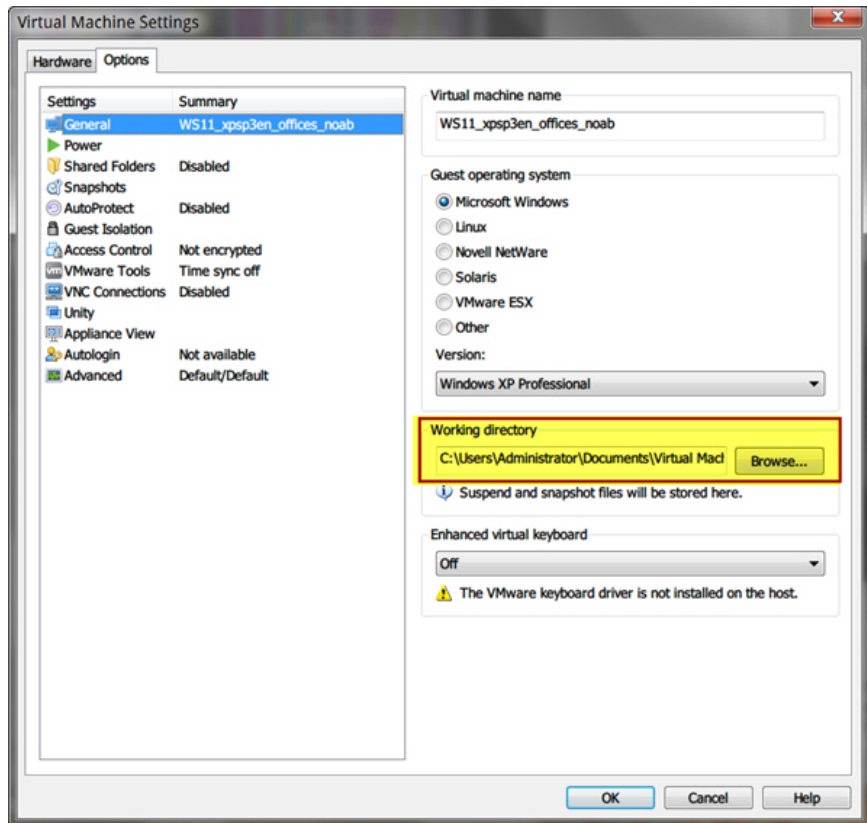 Virtual Machine Settings
Hardware Options
Settings Summary
General WS11_xpsp3en_offices_noab
Power
Shared Folders Disabled
Snapshots
AutoProtect Disabled
Guest Isolation
Access Control Not encrypted
VMware Tools Time sync off
VNC Connections Disabled
Unity
Appliance View
Autologin Not available
Advanced Default/Default
Virtual machine name
WS11_xpsp3en_offices_noab
Guest operating system
Microsoft Windows
Linux
Novell NetWare
Solaris
VMware ESX
Other
Version:
Windows XP Professional
Working directory
C:\Users\Administrator\Documents\Virtual Macl Browse...
Suspend and snapshot files will be stored here.
Enhanced virtual keyboard
Off
The VMware keyboard driver is not installed on the host.
OK Cancel Help